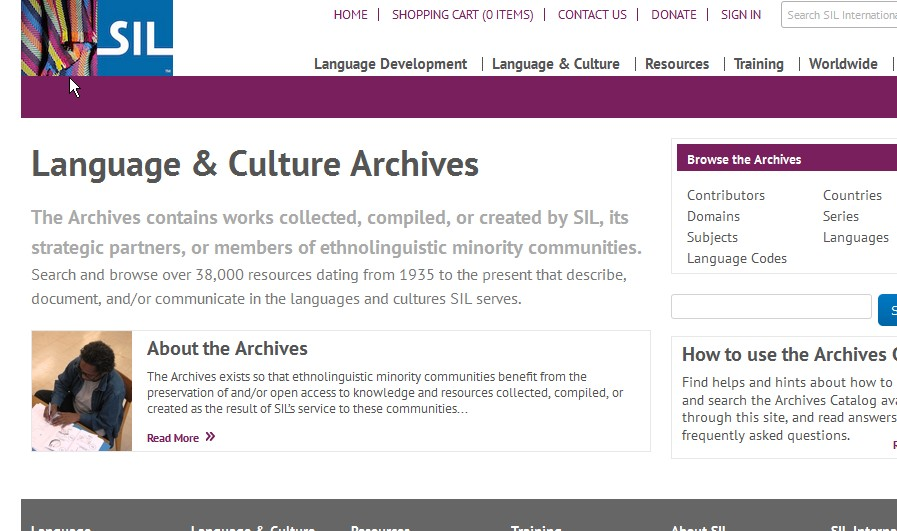 SIL
HOME | SHOPPING CART (0 ITEMS) | CONTACT US | DONATE | SIGN IN
Search SIL Internationa
Language Development | Language & Culture | Resources | Training | Worldwide |
Language & Culture Archives
The Archives contains works collected, compiled, or created by SIL, its
strategic partners, or members of ethnolinguistic minority communities.
Search and browse over 38,000 resources dating from 1935 to the present that describe,
document, and/or communicate in the languages and cultures SIL serves.
About the Archives
The Archives exists so that ethnolinguistic minority communities benefit from the
preservation of and/or open access to knowledge and resources collected, compiled, or
created as the result of SIL's service to these communities...
Read More »
Browse the Archives
Contributors Countries
Domains Series
Subjects Languages
Language Codes
S
How to use the Archives C
Find helps and hints about how to
and search the Archives Catalog ava
through this site, and read answers
frequently asked questions.
R
Language Language & Culture Resources Training About SIL SIL Interna